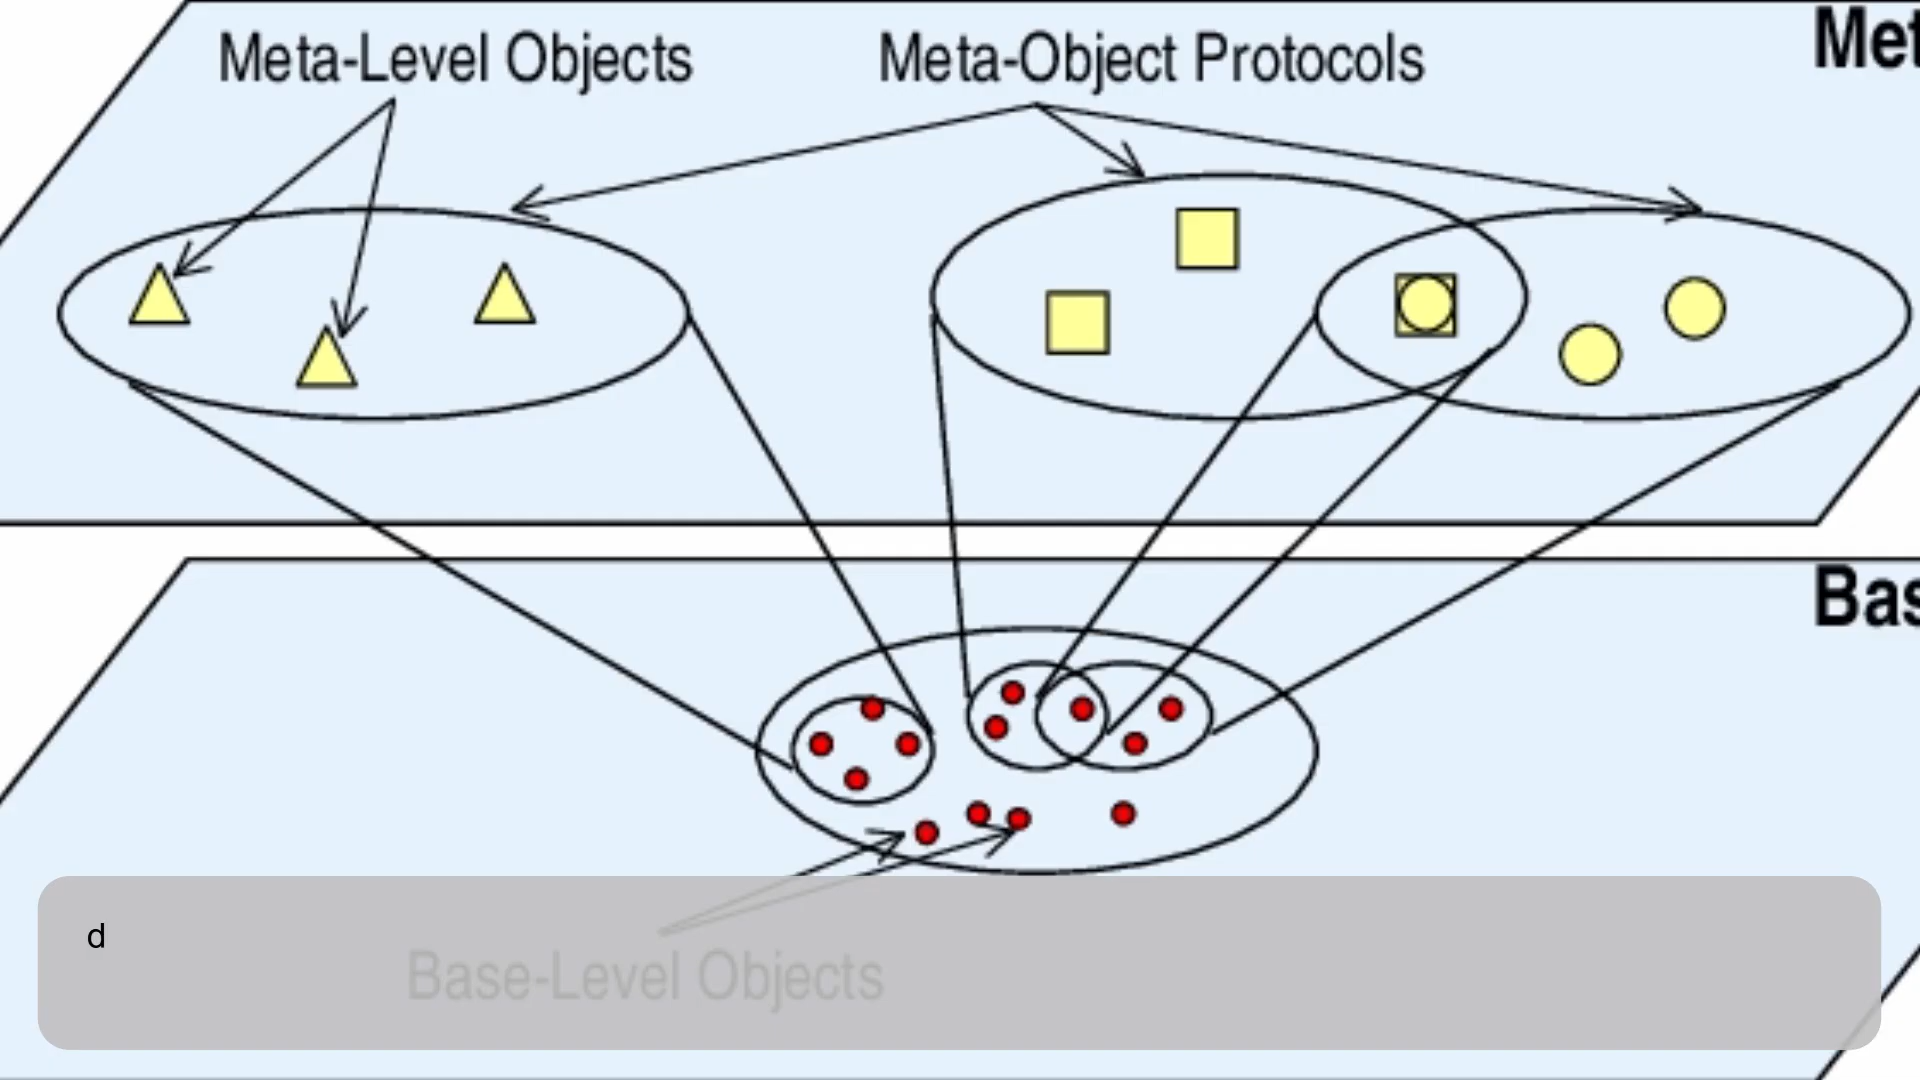 Meta-Level Objects
Meta-Object Protocols
Met
Bas
d
Base-Level Objects